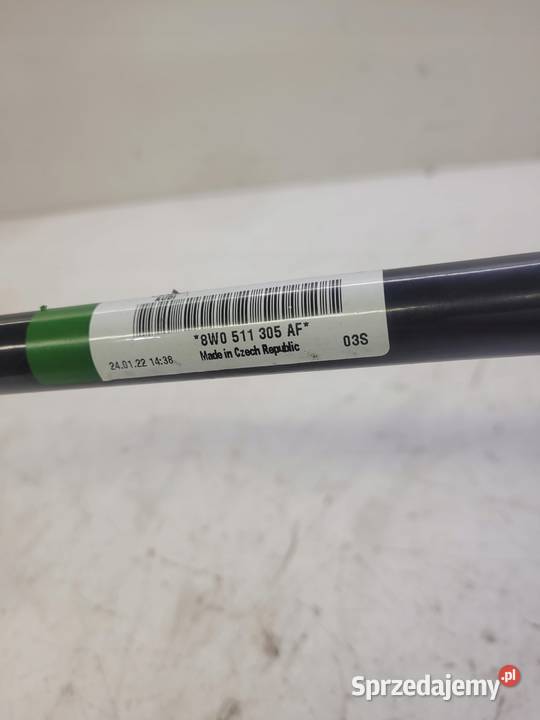 *8W0 511 305 AF*
Made in Czech Republic
24.01.22 14:38
03S
Sprzedajemy.pl